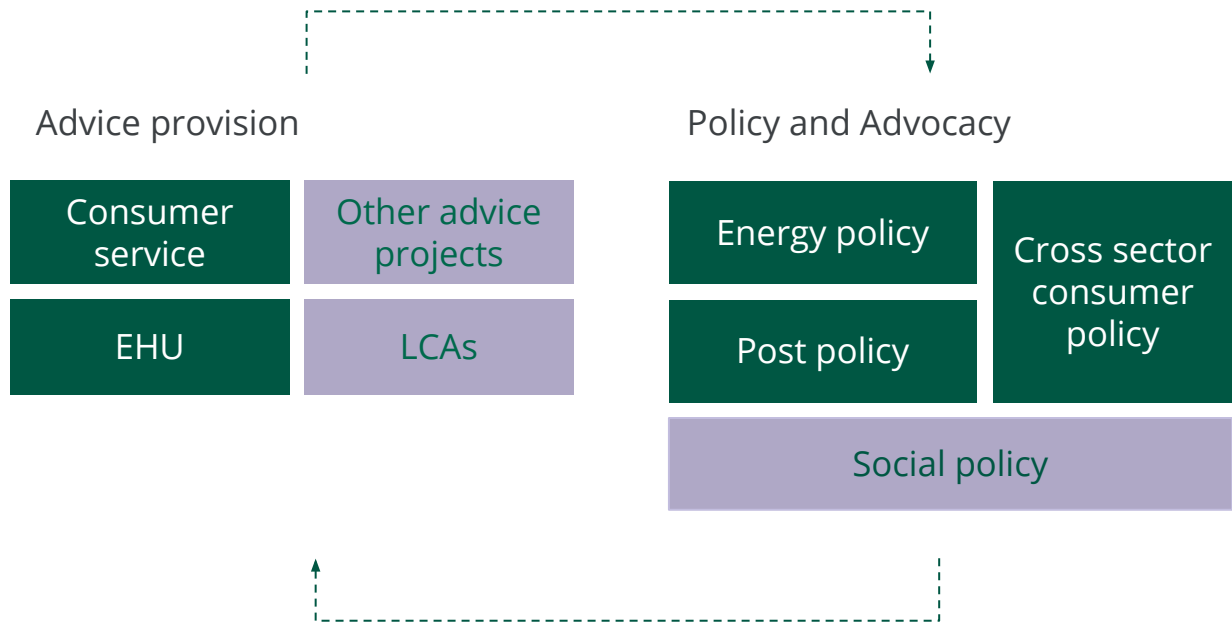 Advice provision
Consumer
service
Other advice
projects
EHU
LCAs
Policy and Advocacy
Energy policy
Post policy
Cross sector
consumer
policy
Social policy